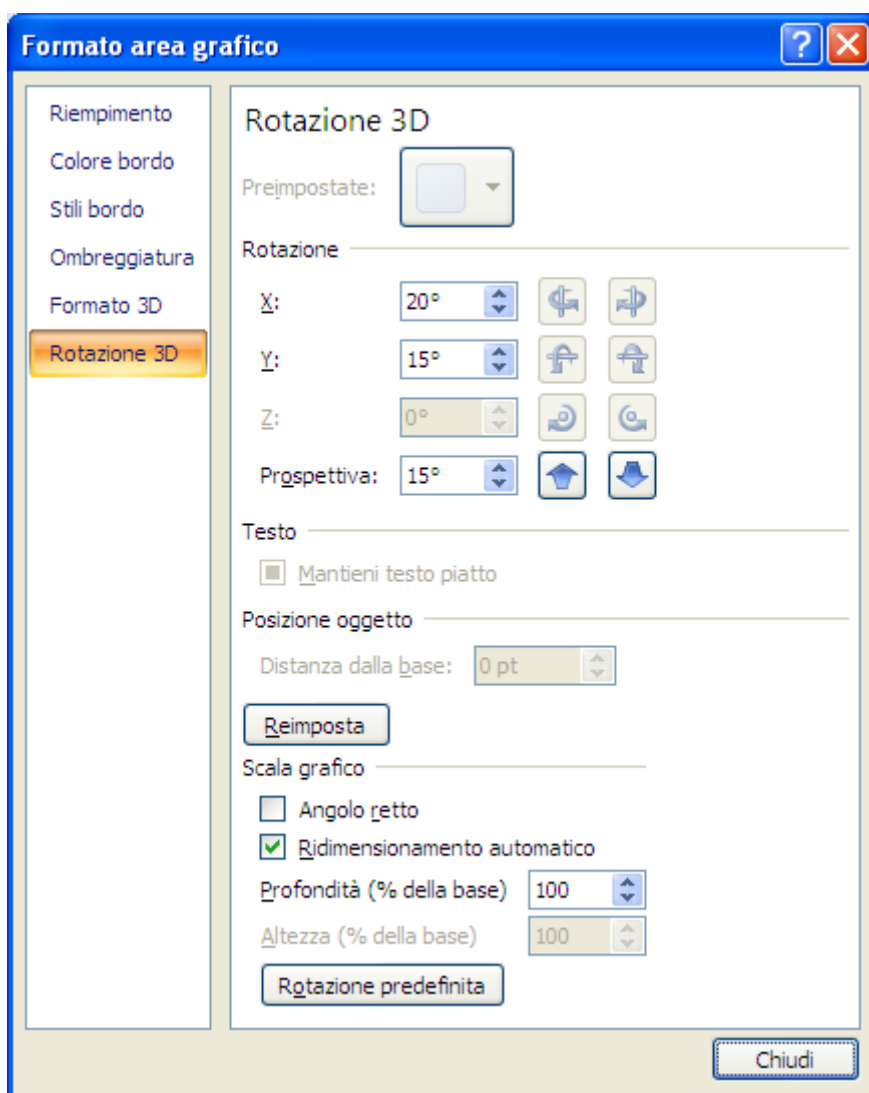 Formato area grafico
Riempimento
Colore bordo
Stili bordo
Ombreggiatura
Formato 3D
Rotazione 3D
Rotazione 3D
Preimpostate:
Rotazione
X: 20°
Y: 15°
Z: 0°
Prospettiva: 15°
Testo
Mantieni testo piatto
Posizione oggetto
Distanza dalla base: 0 pt
Reimposta
Scala grafico
Angolo retto
Ridimensionamento automatico
Profondità (% della base) 100
Altezza (% della base) 100
Rotazione predefinita
Chiudi